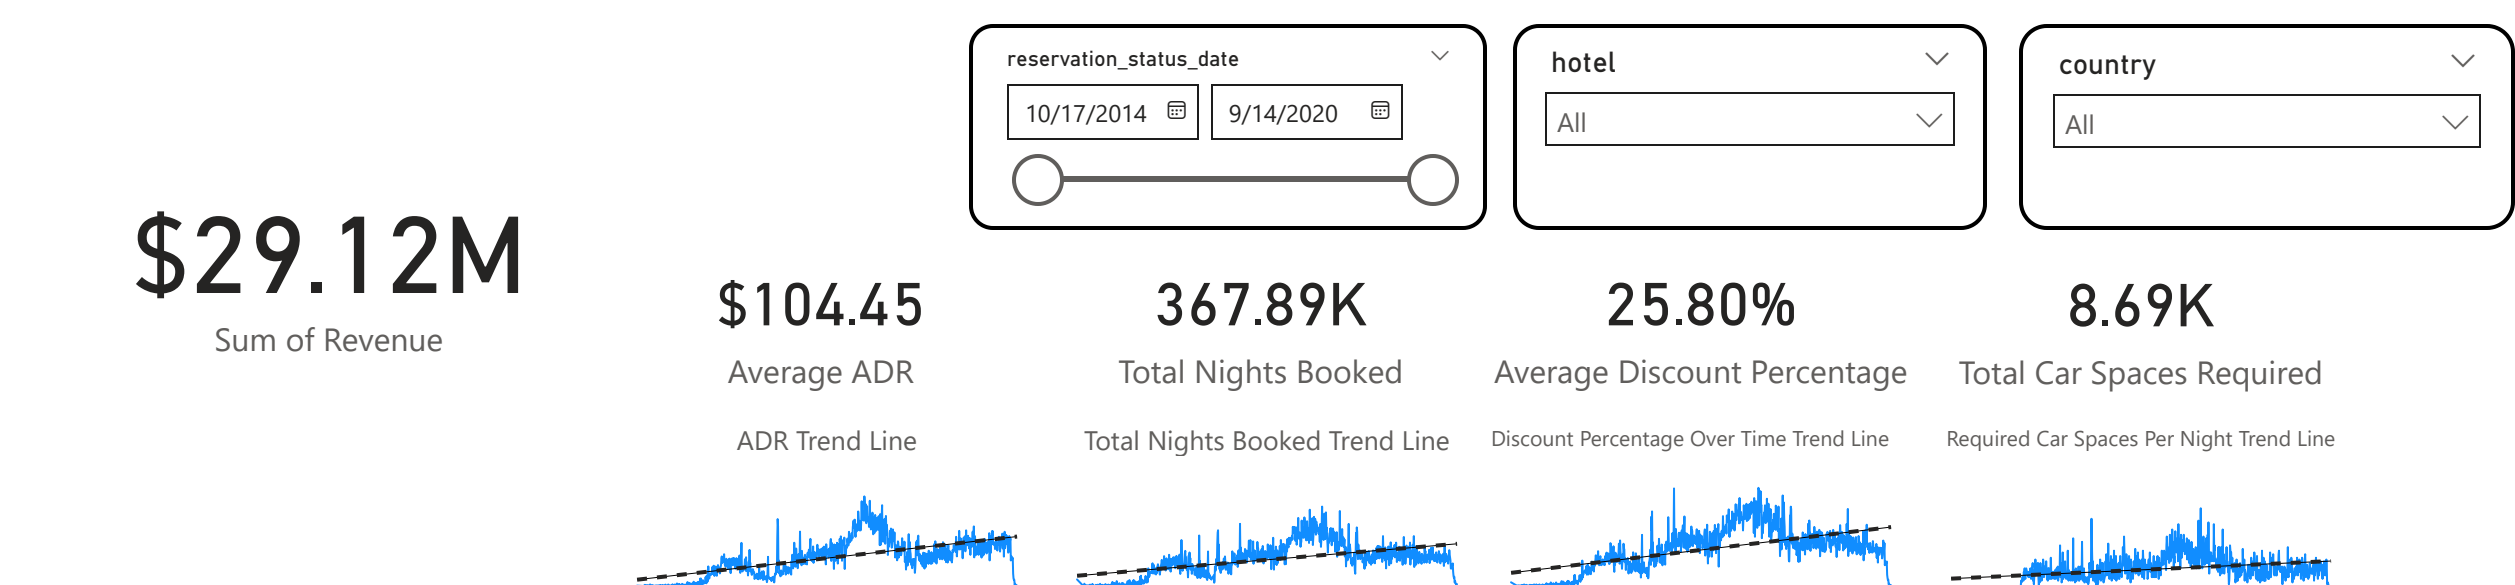 reservation_status_date
10/17/2014
9/14/2020
hotel
All
country
All
$29.12M
Sum of Revenue
$104.45
Average ADR
367.89K
Total Nights Booked
25.80%
Average Discount Percentage
8.69K
Total Car Spaces Required
ADR Trend Line
Total Nights Booked Trend Line
Discount Percentage Over Time Trend Line
Required Car Spaces Per Night Trend Line